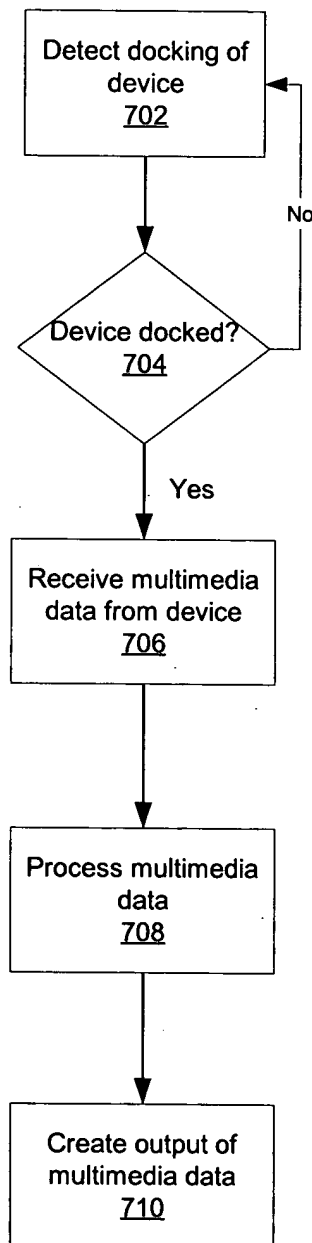 Detect docking of
device
702
No
Device docked?
704
Yes
Receive multimedia
data from device
706
Process multimedia
data
708
Create output of
multimedia data
710